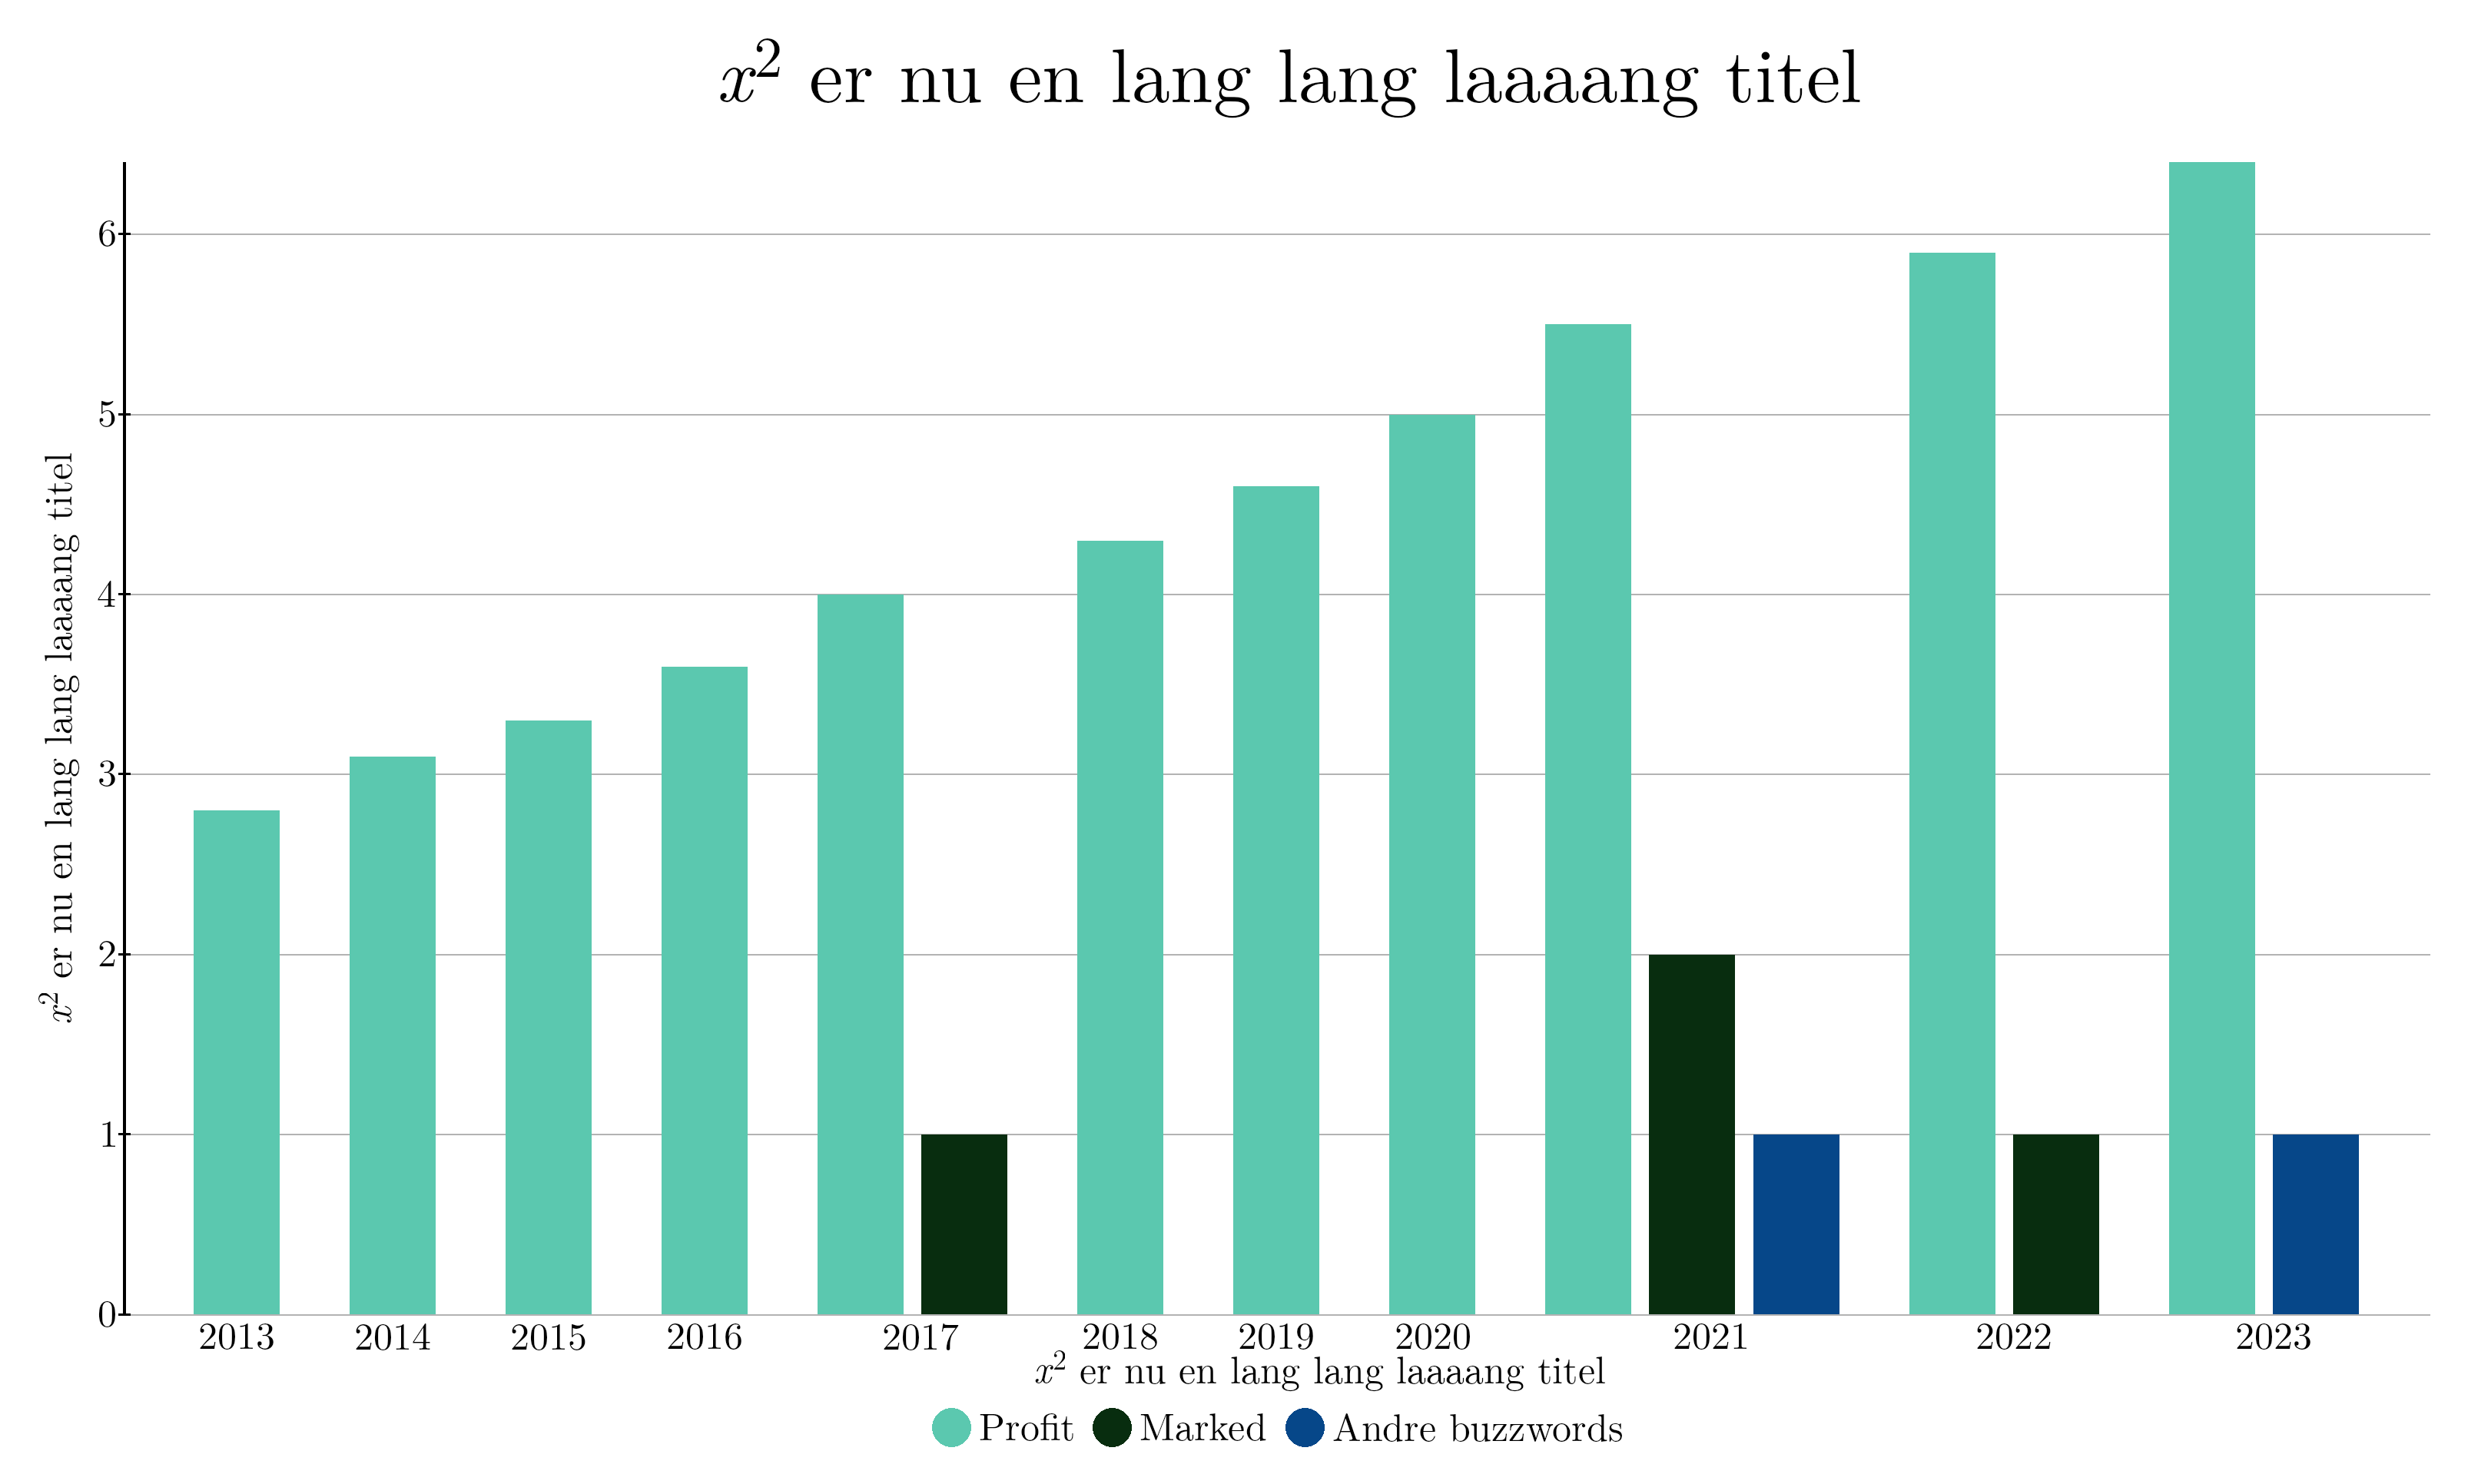 x² er nu en lang lang laaaang titel
x² er nu en lang lang laaaang titel
6
5
4
3
2
1
0
2013 2014 2015 2016 2017 2018 2019 2020 2021 2022 2023
x² er nu en lang lang laaaang titel
Profit Marked Andre buzzwords